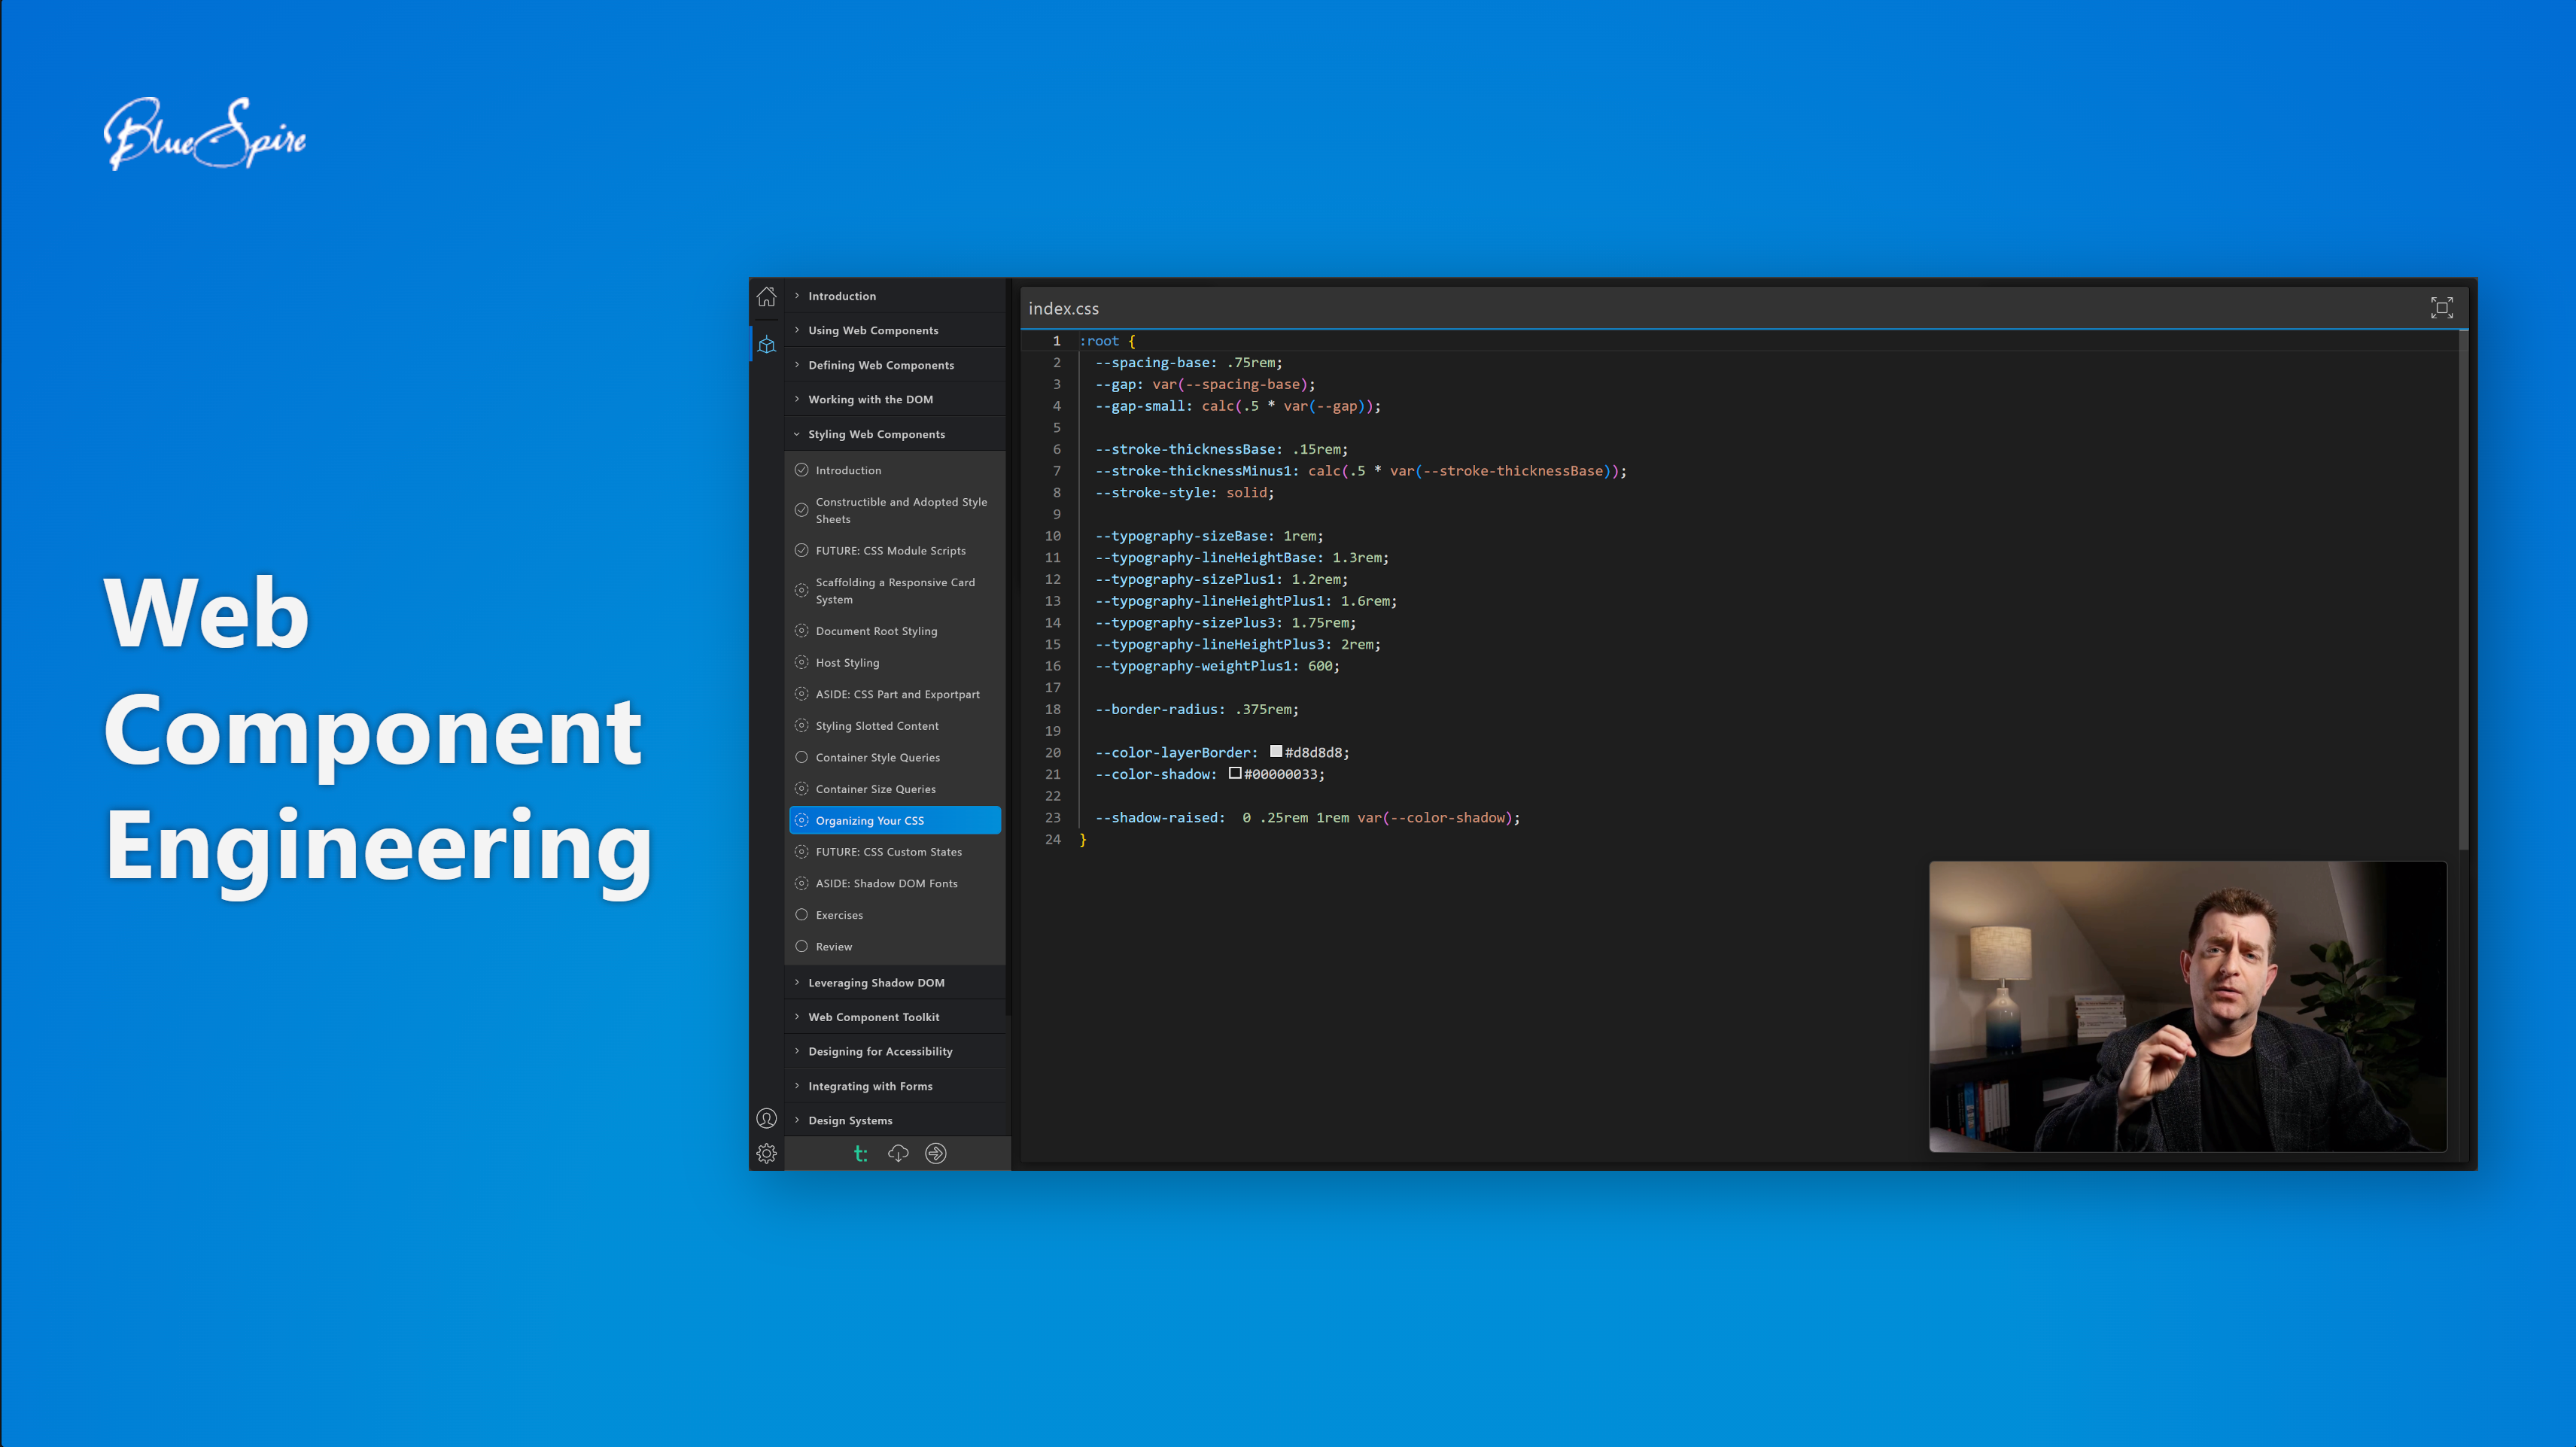 BlueSpire
Web
Component
Engineering
Introduction
Using Web Components
Defining Web Components
Working with the DOM
Styling Web Components
Introduction
Constructible and Adopted Style
Sheets
FUTURE: CSS Module Scripts
Scaffolding a Responsive Card
System
Document Root Styling
Host Styling
ASIDE: CSS Part and Exportpart
Styling Slotted Content
Container Style Queries
Container Size Queries
Organizing Your CSS
FUTURE: CSS Custom States
ASIDE: Shadow DOM Fonts
Exercises
Review
Leveraging Shadow DOM
Web Component Toolkit
Designing for Accessibility
Integrating with Forms
Design Systems
t:
index.css
1 :root {
2 --spacing-base: .75rem;
3 --gap: var(--spacing-base);
4 --gap-small: calc(.5 * var(--gap));
5
6 --stroke-thicknessBase: .15rem;
7 --stroke-thicknessMinus1: calc(.5 * var(--stroke-thicknessBase));
8 --stroke-style: solid;
9
10 --typography-sizeBase: 1rem;
11 --typography-lineHeightBase: 1.3rem;
12 --typography-sizePlus1: 1.2rem;
13 --typography-lineHeightPlus1: 1.6rem;
14 --typography-sizePlus3: 1.75rem;
15 --typography-lineHeightPlus3: 2rem;
16 --typography-weightPlus1: 600;
17
18 --border-radius: .375rem;
19
20 --color-layerBorder: #d8d8d8;
21 --color-shadow: #00000033;
22
23 --shadow-raised: 0 .25rem 1rem var(--color-shadow);
24 }